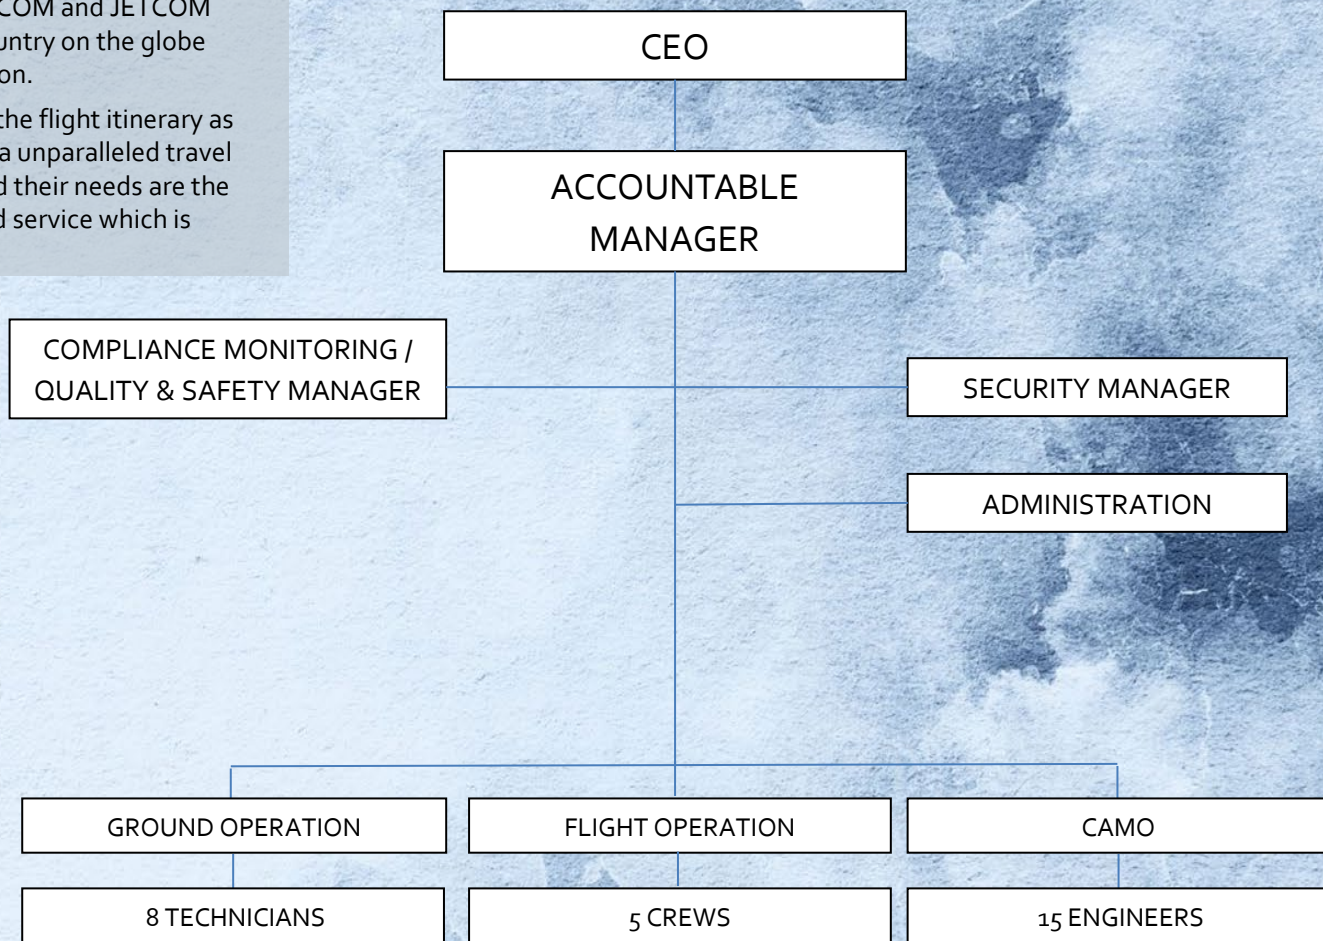 COM and JETCOM
untry on the globe
on.
the flight itinerary as
a unparalleled travel
d their needs are the
d service which is
CEO
ACCOUNTABLE
MANAGER
COMPLIANCE MONITORING /
QUALITY & SAFETY MANAGER
SECURITY MANAGER
ADMINISTRATION
GROUND OPERATION
FLIGHT OPERATION
CAMO
8 TECHNICIANS
5 CREWS
15 ENGINEERS